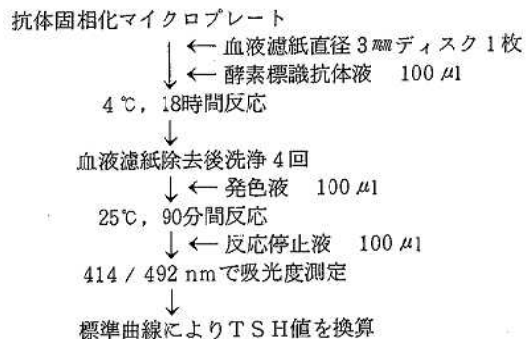 抗体固相化マイクロプレート
← 血液濾紙直径3㎜ディスク1枚
← 酵素標識抗体液 100 μl
4℃, 18時間反応
血液濾紙除去後洗浄4回
← 発色液 100 μl
25℃, 90分間反応
← 反応停止液 100 μl
414 / 492 nmで吸光度測定
標準曲線によりTSH値を換算